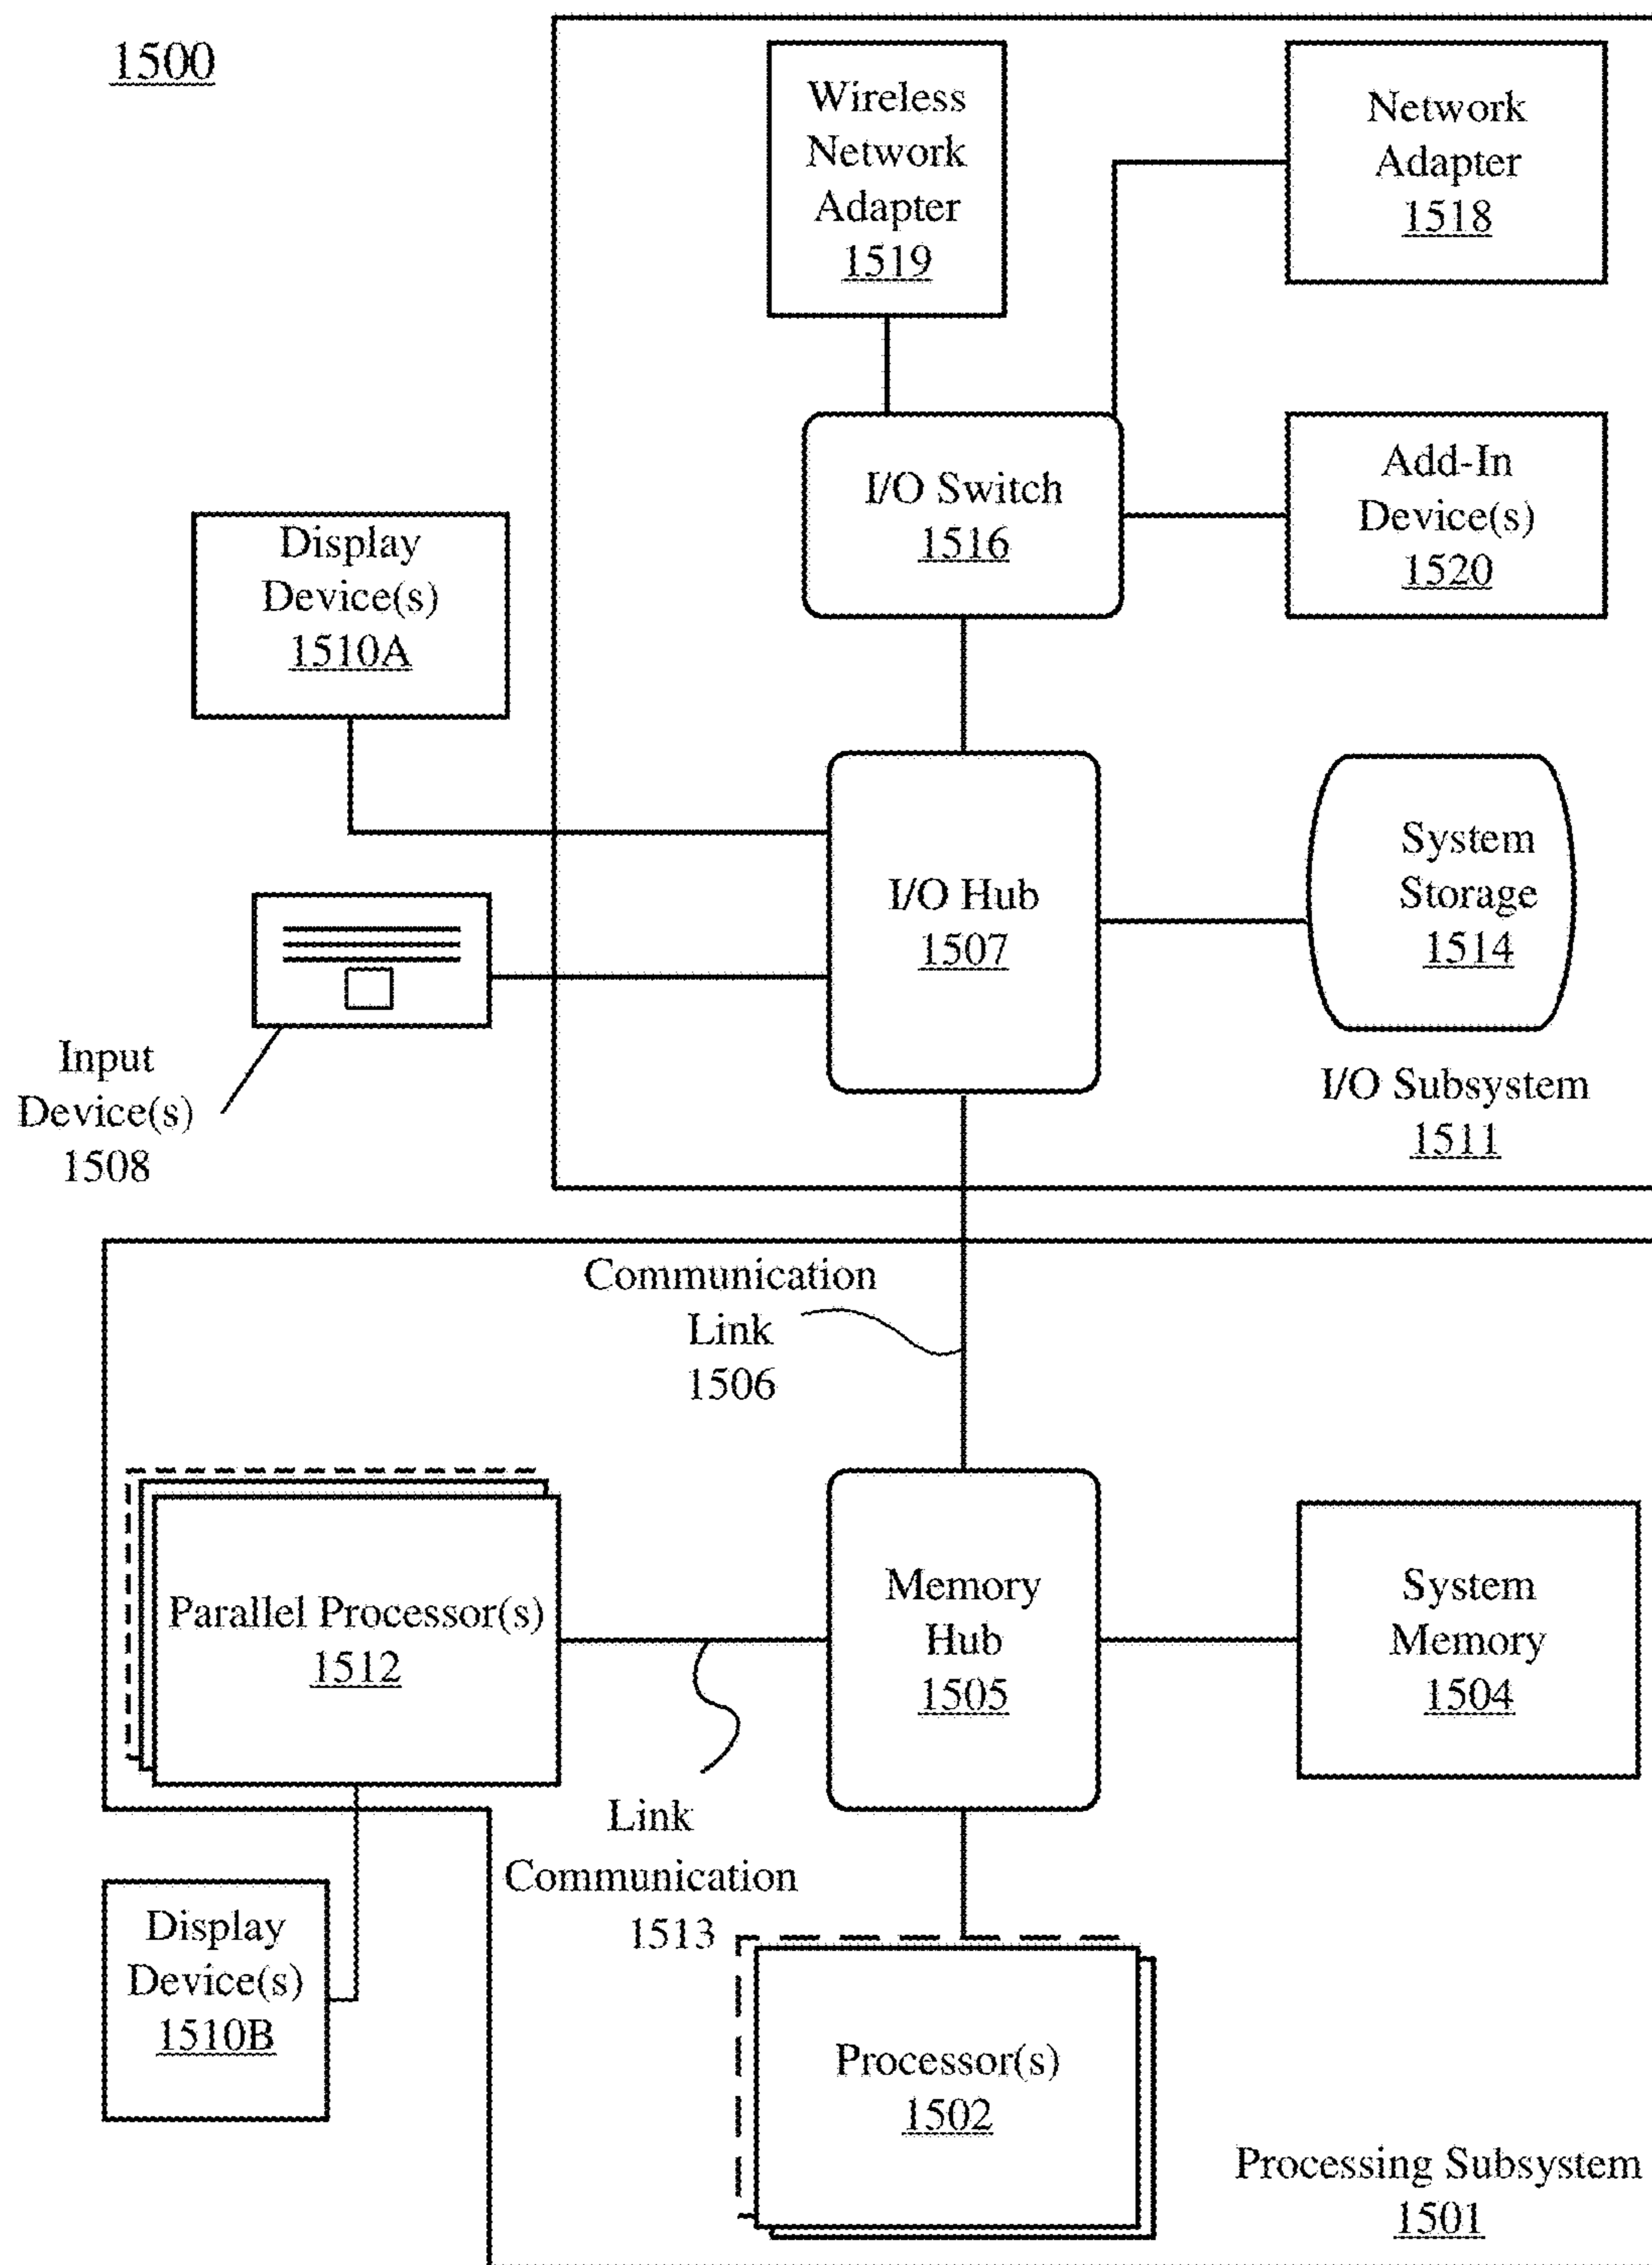 1500
Wireless
Network
Adapter
1519
Network
Adapter
1518
I/O Switch
1516
Add-In
Device(s)
1520
Display
Device(s)
1510A
I/O Hub
1507
System
Storage
1514
Input
Device(s)
1508
I/O Subsystem
1511
Communication
Link
1506
Parallel Processor(s)
1512
Memory
Hub
1505
System
Memory
1504
Link
Communication
1513
Display
Device(s)
1510B
Processor(s)
1502
Processing Subsystem
1501